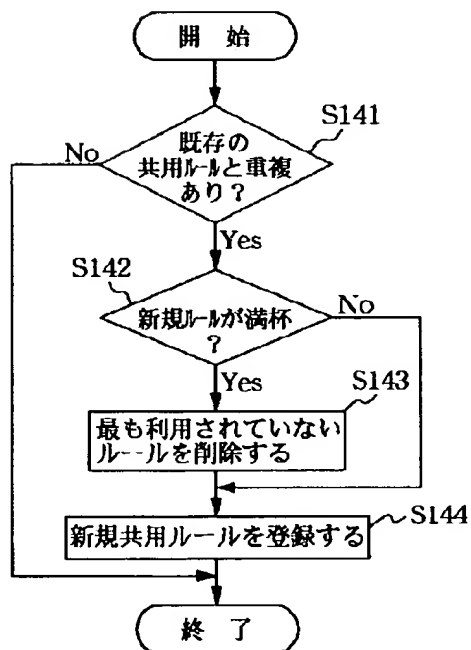 開 始
S141
No
既存の
共用ルールと重複
あり?
Yes
S142
新規ルールが満杯
?
No
Yes
S143
最も利用されていない
ルールを削除する
S144
新規共用ルールを登録する
終 了